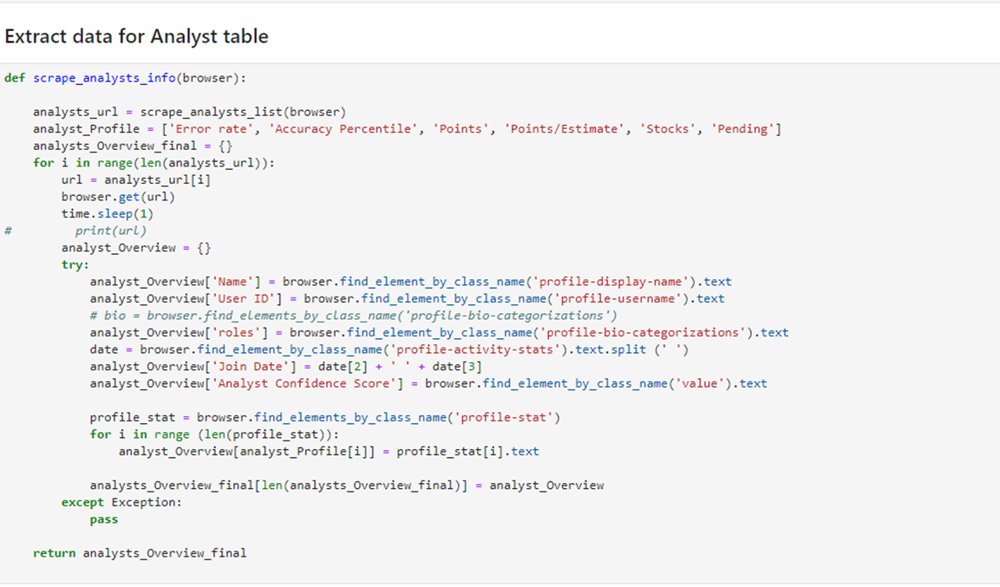 Extract data for Analyst table
def scrape_analysts_info(browser):
    analysts_url = scrape_analysts_list(browser)
    analyst_Profile = ['Error rate', 'Accuracy Percentile', 'Points', 'Points/Estimate', 'Stocks', 'Pending']
    analysts_Overview_final = {}
    for i in range(len(analysts_url)):
        url = analysts_url[i]
        browser.get(url)
        time.sleep(1)
#         print(url)
        analyst_Overview = {}
        try:
            analyst_Overview['Name'] = browser.find_element_by_class_name('profile-display-name').text
            analyst_Overview['User ID'] = browser.find_element_by_class_name('profile-username').text
            # bio = browser.find_elements_by_class_name('profile-bio-categorizations')
            analyst_Overview['roles'] = browser.find_element_by_class_name('profile-bio-categorizations').text
            date = browser.find_element_by_class_name('profile-activity-stats').text.split (' ')
            analyst_Overview['Join Date'] = date[2] + ' ' + date[3]
            analyst_Overview['Analyst Confidence Score'] = browser.find_element_by_class_name('value').text
            profile_stat = browser.find_elements_by_class_name('profile-stat')
            for i in range (len(profile_stat)):
                analyst_Overview[analyst_Profile[i]] = profile_stat[i].text
            analysts_Overview_final[len(analysts_Overview_final)] = analyst_Overview
        except Exception:
            pass
    return analysts_Overview_final